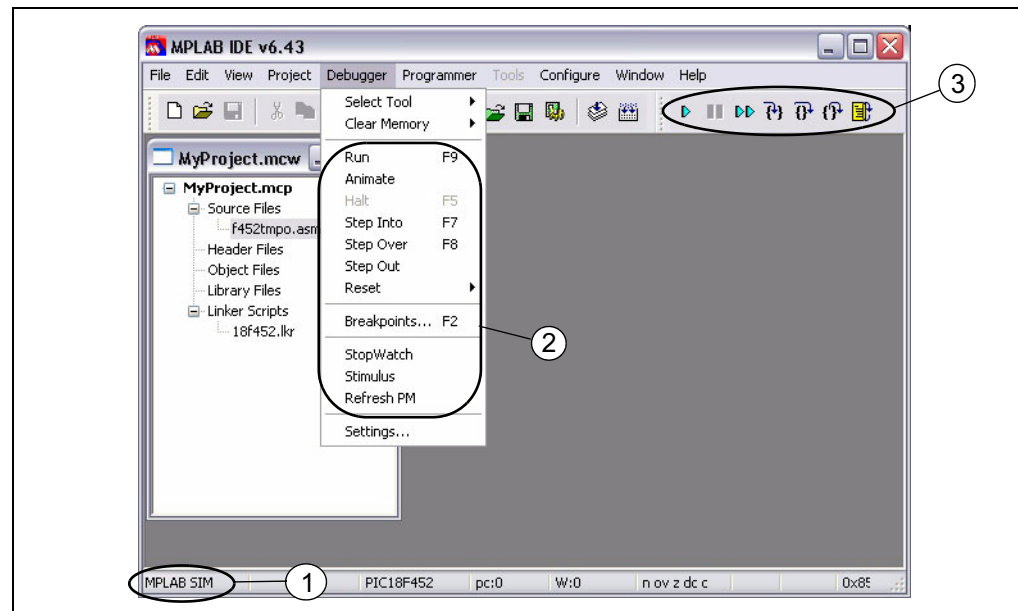 MPLAB IDE v6.43
File Edit View Project Debugger Programmer Tools Configure Window Help
3
Select Tool
Clear Memory
MyProject.mcw
Run F9
MyProject.mcp
Animate
Source Files
Halt F5
f452tmpo.asm
Step Into F7
Header Files
Step Over F8
Object Files
Step Out
Library Files
Reset
Linker Scripts
18f452.lkr
Breakpoints... F2
2
StopWatch
Stimulus
Refresh PM
Settings...
MPLAB SIM 1 PIC18F452 pc:0 W:0 n ov z dc c 0x85